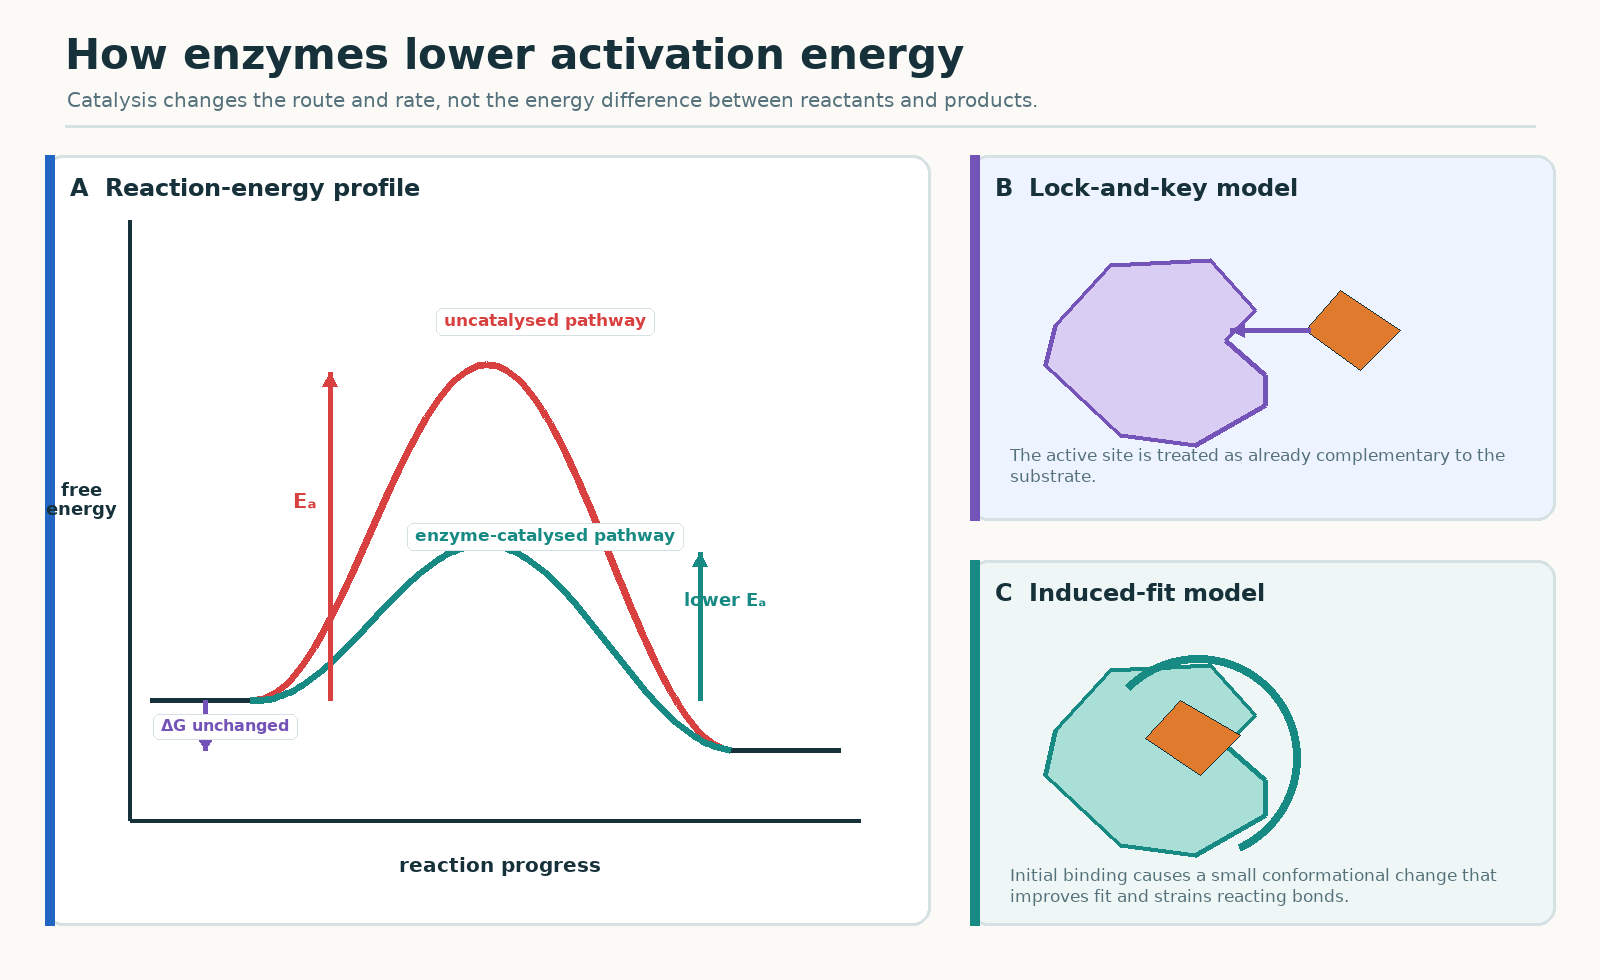 How enzymes lower activation energy
Catalysis changes the route and rate, not the energy difference between reactants and products.
A Reaction-energy profile
uncatalysed pathway
free
energy
Eₐ
enzyme-catalysed pathway
lower Eₐ
ΔG unchanged
reaction progress
B Lock-and-key model
The active site is treated as already complementary to the
substrate.
C Induced-fit model
Initial binding causes a small conformational change that
improves fit and strains reacting bonds.